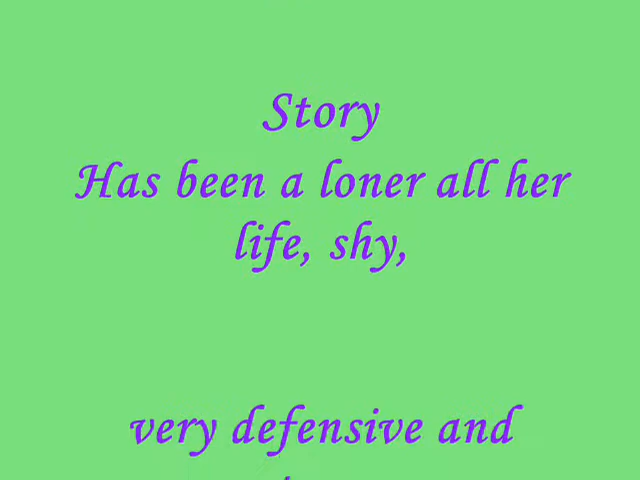 Story
Has been a loner all her
life, shy,
very defensive and